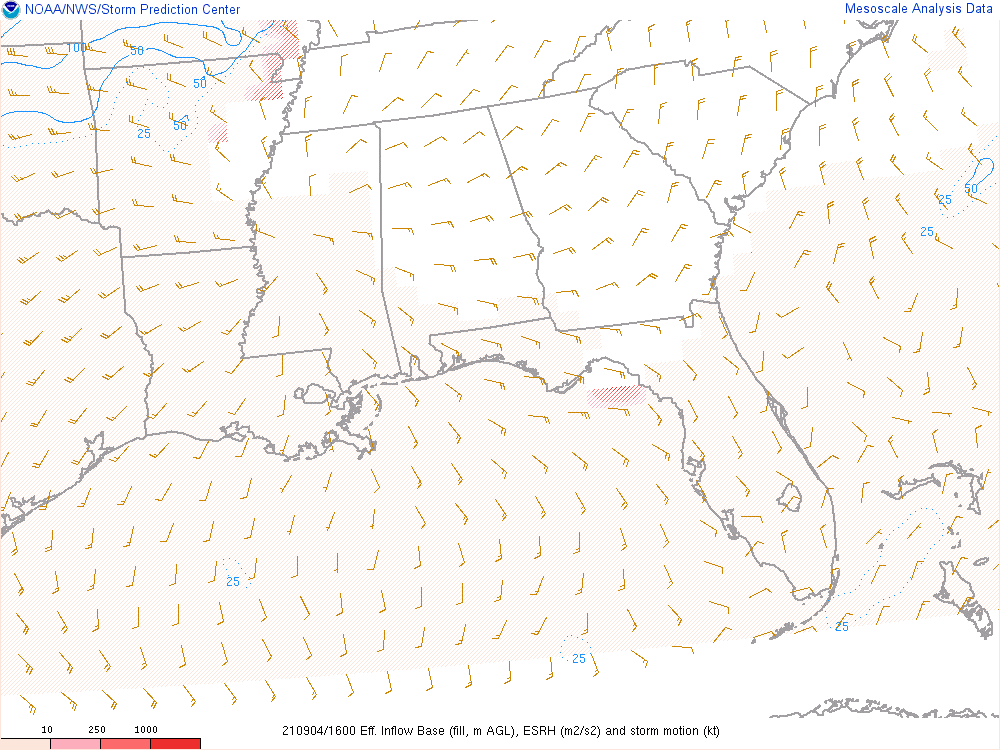 NOAA/NWS/Storm Prediction Center
Mesoscale Analysis Data
100
50
50
25
50
50
25
25
25
25
25
10 250 1000
210904/1600 Eff. Inflow Base (fill, m AGL), ESRH (m2/s2) and storm motion (kt)